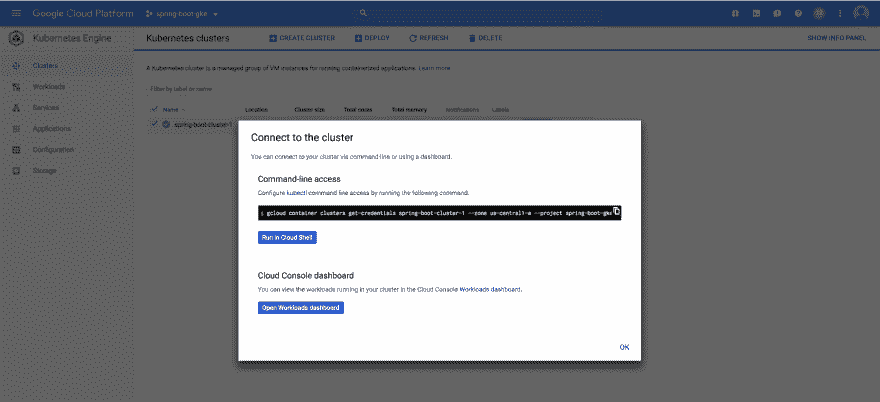 Google Cloud Platform
spring-boot-gke
Kubernetes Engine
Kubernetes clusters
CREATE CLUSTER
DEPLOY
REFRESH
DELETE
SHOW INFO PANEL
Clusters
Workloads
Services
Applications
Configuration
Storage
A Kubernetes cluster is a managed group of VM instances for running containerized applications. Learn more
Filter by label or name
Name
Location
Cluster size
Total cores
Total memory
Notifications
Labels
spring-boot-cluster-1
Connect to the cluster
You can connect to your cluster via command-line or using a dashboard.
Command-line access
Configure kubectl command line access by running the following command:
$ gcloud container clusters get-credentials spring-boot-cluster-1 --zone us-central1-a --project spring-boot-gke
Run in Cloud Shell
Cloud Console dashboard
You can view the workloads running in your cluster in the Cloud Console Workloads dashboard.
Open Workloads dashboard
OK